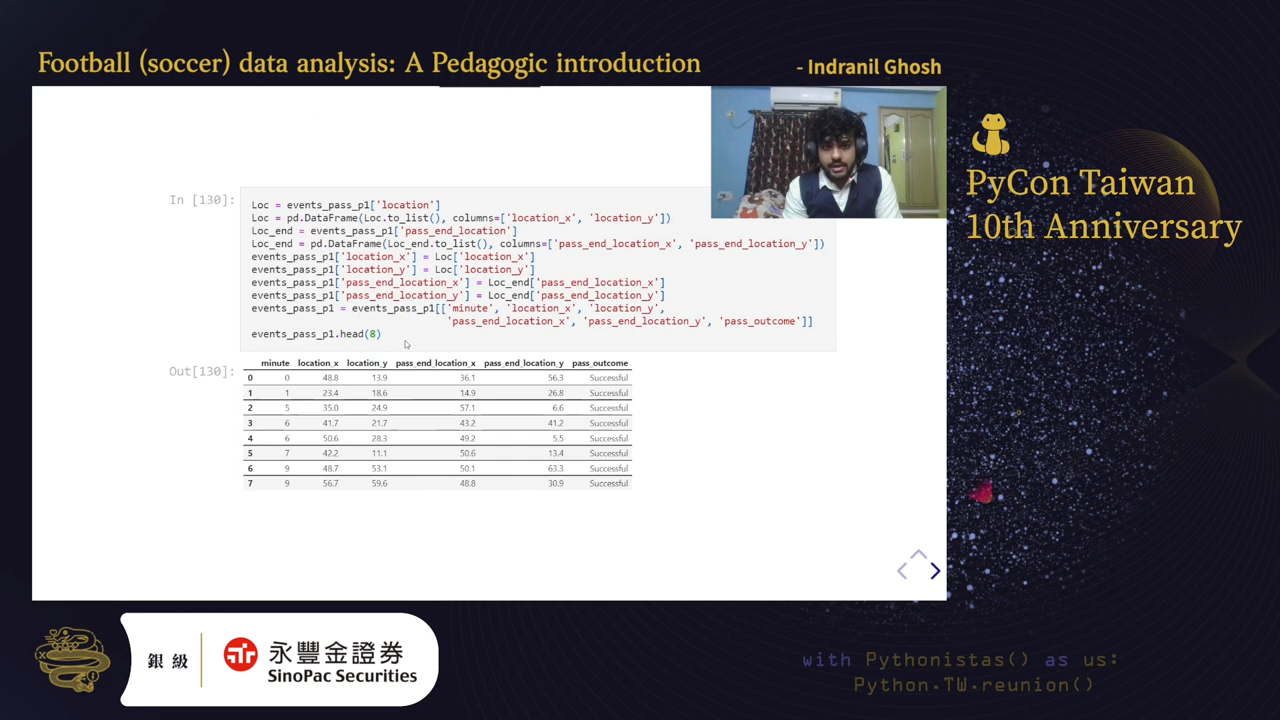 Football (soccer) data analysis: A Pedagogic introduction
- Indranil Ghosh
PyCon Taiwan
10th Anniversary
In [130]:
Loc = events_pass_p1['location']
Loc = pd.DataFrame(Loc.to_list(), columns=['location_x', 'location_y'])
Loc_end = events_pass_p1['pass_end_location']
Loc_end = pd.DataFrame(Loc_end.to_list(), columns=['pass_end_location_x', 'pass_end_location_y'])
events_pass_p1['location_x'] = Loc['location_x']
events_pass_p1['location_y'] = Loc['location_y']
events_pass_p1['pass_end_location_x'] = Loc_end['pass_end_location_x']
events_pass_p1['pass_end_location_y'] = Loc_end['pass_end_location_y']
events_pass_p1 = events_pass_p1[['minute', 'location_x', 'location_y',
'pass_end_location_x', 'pass_end_location_y', 'pass_outcome']]
events_pass_p1.head(8)
Out[130]:
minute location_x location_y pass_end_location_x pass_end_location_y pass_outcome
0 0 48.8 13.9 36.1 56.3 Successful
1 1 23.4 18.6 14.9 26.8 Successful
2 5 35.0 24.9 57.1 6.6 Successful
3 6 41.7 21.7 43.2 41.2 Successful
4 6 50.6 28.3 49.2 5.5 Successful
5 7 42.2 11.1 50.6 13.4 Successful
6 9 48.7 53.1 50.1 63.3 Successful
7 9 56.7 59.6 48.8 30.9 Successful
銀級
永豐金證券
SinoPac Securities
with Pythonistas() as us:
Python.TW.reunion()